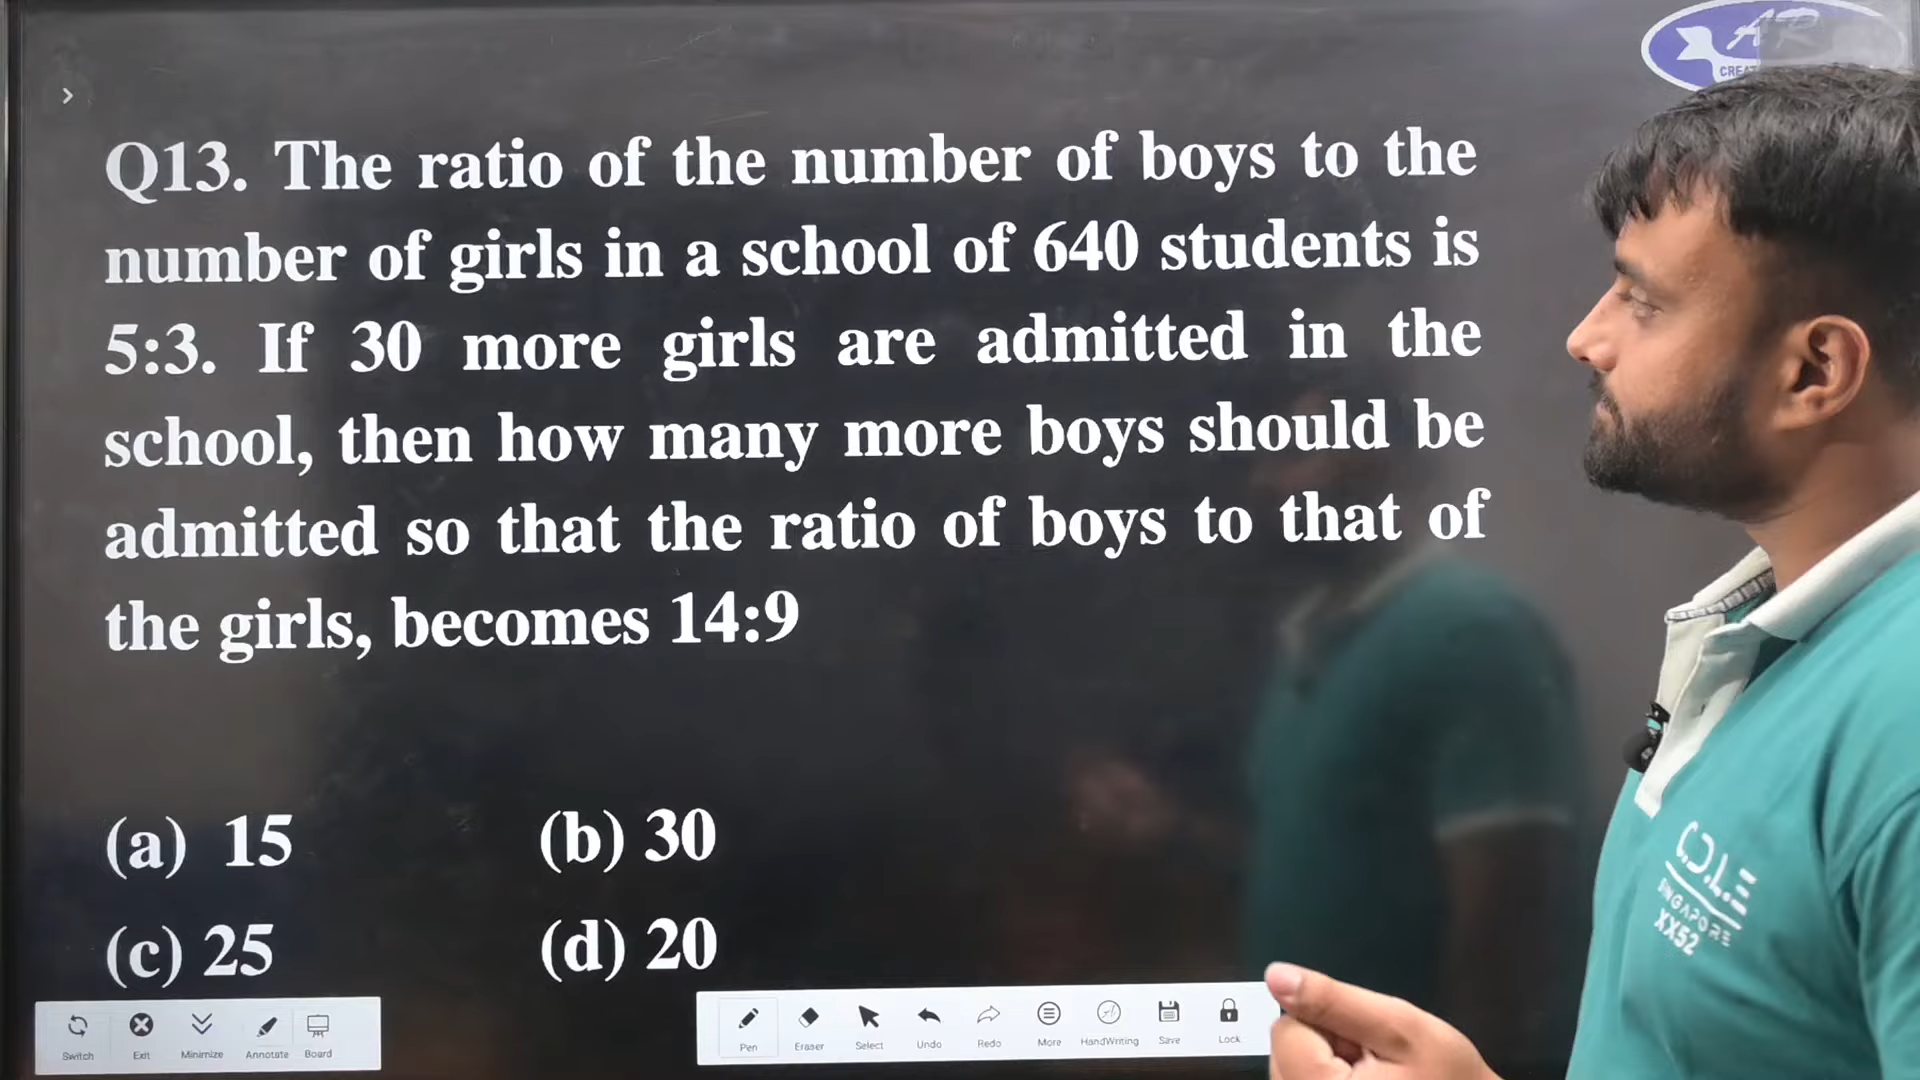 AR
Q13. The ratio of the number of boys to the
number of girls in a school of 640 students is
5:3. If 30 more girls are admitted in the
school, then how many more boys should be
admitted so that the ratio of boys to that of
the girls, becomes 14:9
(a) 15 (b) 30
(c) 25 (d) 20
Switch Exit Minimize Annotate Board
Pen Eraser Select Undo Redo More HandWriting Save Lock
SINGAPORE
XX52